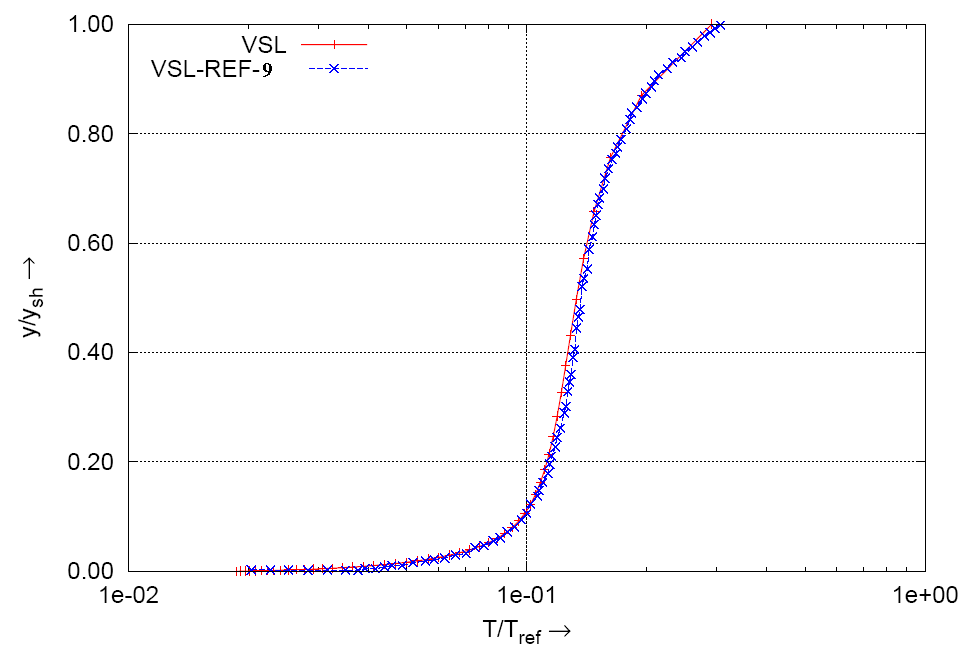 1.00
VSL
VSL-REF-9
0.80
0.60
y/y_sh →
0.40
0.20
0.00
1e-02 1e-01 1e+00
T/T_ref →